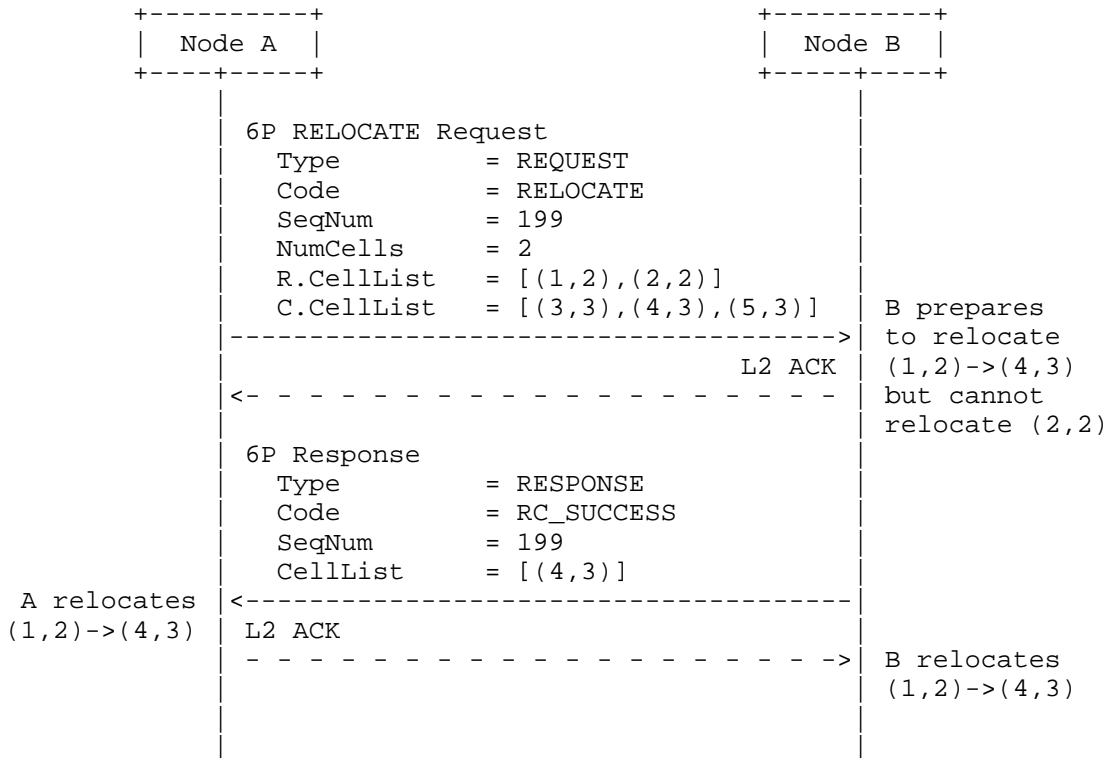 Node A Node B
6P RELOCATE Request
Type = REQUEST
Code = RELOCATE
SeqNum = 199
NumCells = 2
R.CellList = [(1,2),(2,2)]
C.CellList = [(3,3),(4,3),(5,3)] B prepares
to relocate
L2 ACK (1,2)->(4,3)
but cannot
relocate (2,2)
6P Response
Type = RESPONSE
Code = RC_SUCCESS
SeqNum = 199
CellList = [(4,3)]
A relocates
(1,2)->(4,3) L2 ACK
B relocates
(1,2)->(4,3)